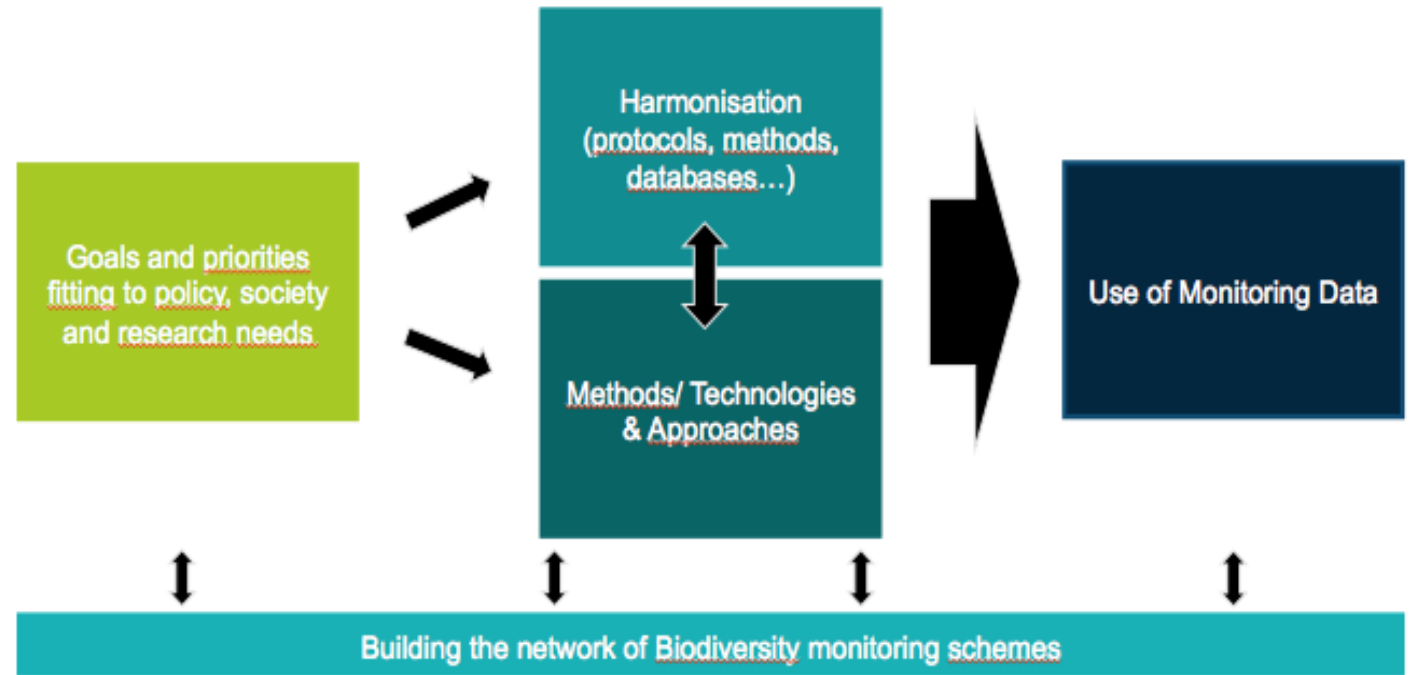 Harmonisation
(protocols, methods,
databases…)
Goals and priorities
fitting to policy, society
and research needs
Use of Monitoring Data
Methods/ Technologies
& Approaches
Building the network of Biodiversity monitoring schemes